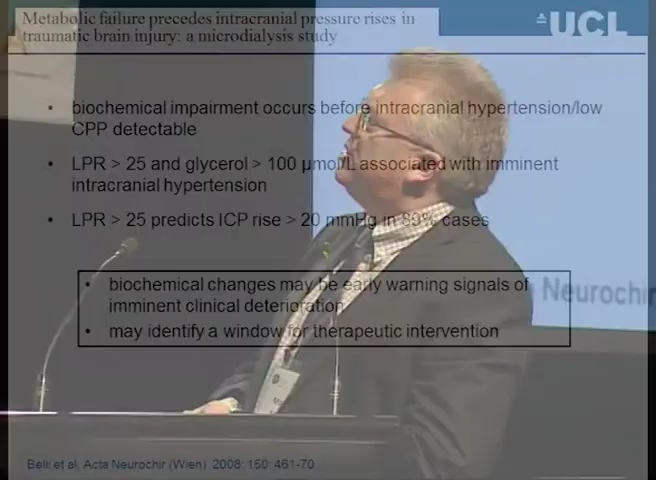 Metabolic failure precedes intracranial pressure rises in
traumatic brain injury: a microdialysis study
UCL
• biochemical impairment occurs before intracranial hypertension/low
CPP detectable
• LPR > 25 and glycerol > 100 µmol/L associated with imminent
intracranial hypertension
• LPR > 25 predicts ICP rise > 20 mmHg in 89% cases
• biochemical changes may be early warning signals of
imminent clinical deterioration
• may identify a window for therapeutic intervention
Neurochir
Belli et al, Acta Neurochir (Wien) 2008; 150: 461-70